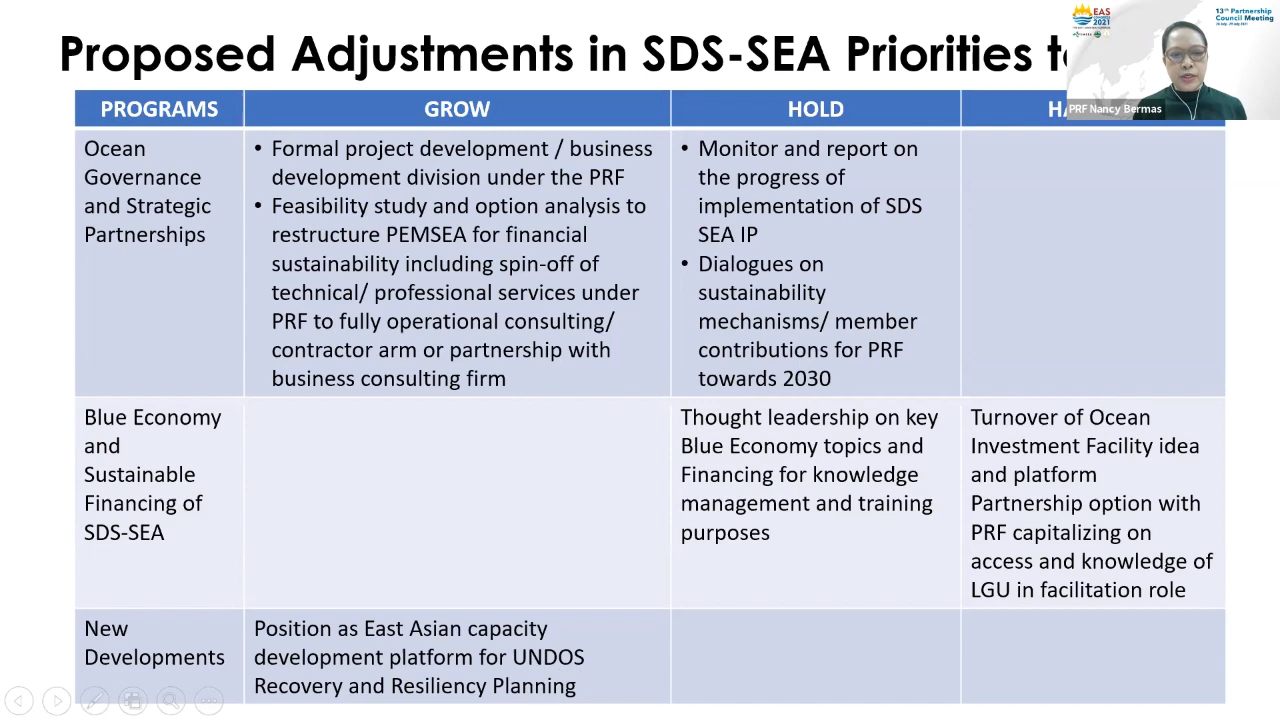 EAS
CONGRESS
2021
13th Partnership
Council Meeting
Proposed Adjustments in SDS-SEA Priorities
PRF Nancy Bermas
PROGRAMS
GROW
HOLD
Ocean
Governance
and Strategic
Partnerships
• Formal project development / business
development division under the PRF
• Feasibility study and option analysis to
restructure PEMSEA for financial
sustainability including spin-off of
technical/ professional services under
PRF to fully operational consulting/
contractor arm or partnership with
business consulting firm
• Monitor and report on
the progress of
implementation of SDS
SEA IP
• Dialogues on
sustainability
mechanisms/ member
contributions for PRF
towards 2030
Blue Economy
and
Sustainable
Financing of
SDS-SEA
Thought leadership on key
Blue Economy topics and
Financing for knowledge
management and training
purposes
Turnover of Ocean
Investment Facility idea
and platform
Partnership option with
PRF capitalizing on
access and knowledge of
LGU in facilitation role
New
Developments
Position as East Asian capacity
development platform for UNDOS
Recovery and Resiliency Planning